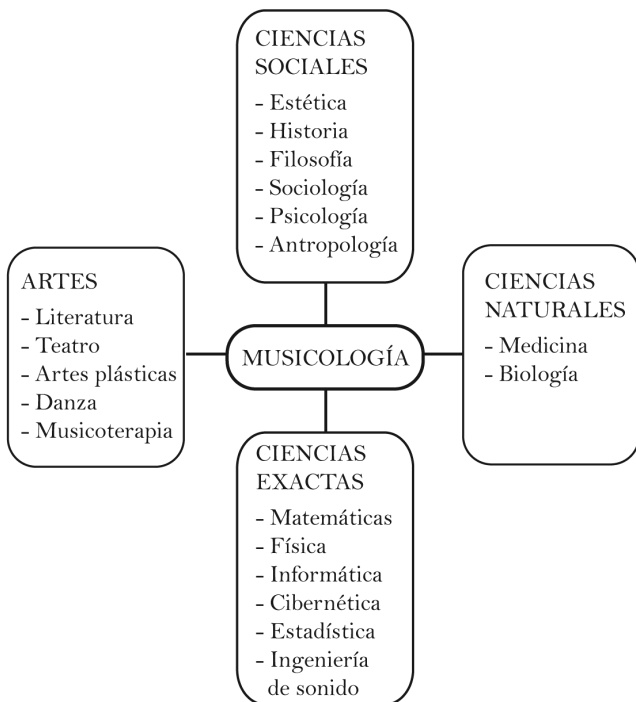 CIENCIAS
SOCIALES
- Estética
- Historia
- Filosofía
- Sociología
- Psicología
- Antropología
ARTES
- Literatura
- Teatro
- Artes plásticas
- Danza
- Musicoterapia
MUSICOLOGÍA
CIENCIAS
NATURALES
- Medicina
- Biología
CIENCIAS
EXACTAS
- Matemáticas
- Física
- Informática
- Cibernética
- Estadística
- Ingeniería
de sonido